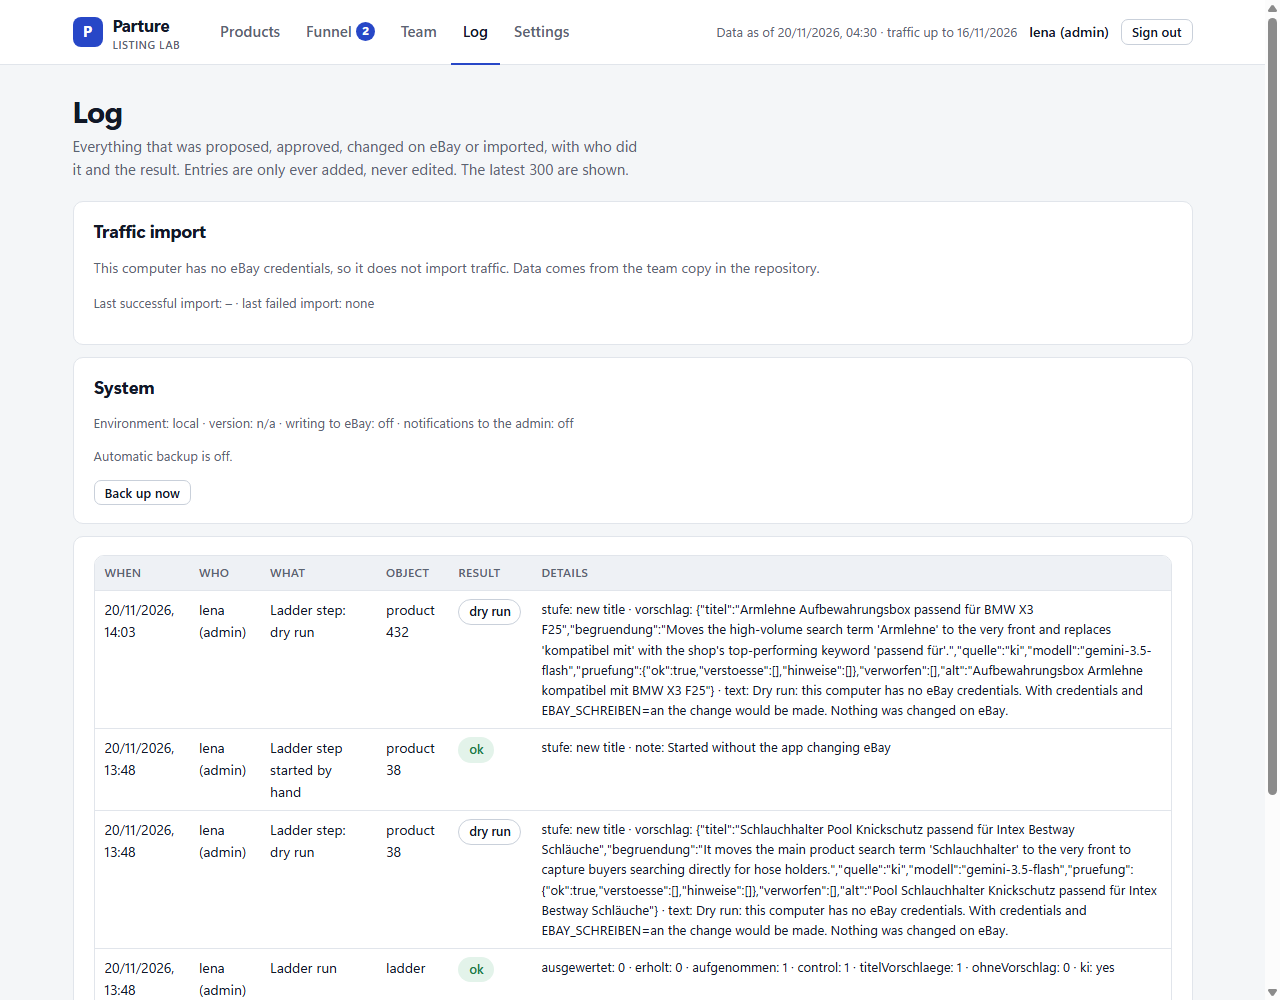 P
Parture
LISTING LAB
Products
Funnel 2
Team
Log
Settings
Data as of 20/11/2026, 04:30 · traffic up to 16/11/2026
lena (admin)
Sign out
Log
Everything that was proposed, approved, changed on eBay or imported, with who did
it and the result. Entries are only ever added, never edited. The latest 300 are shown.
Traffic import
This computer has no eBay credentials, so it does not import traffic. Data comes from the team copy in the repository.
Last successful import: – · last failed import: none
System
Environment: local · version: n/a · writing to eBay: off · notifications to the admin: off
Automatic backup is off.
Back up now
WHEN WHO WHAT OBJECT RESULT DETAILS
20/11/2026,
14:03
lena
(admin)
Ladder step:
dry run
product
432
dry run
stufe: new title · vorschlag: {"titel":"Armlehne Aufbewahrungsbox passend für BMW X3
F25","begruendung":"Moves the high-volume search term 'Armlehne' to the very front and replaces
'kompatibel mit' with the shop's top-performing keyword 'passend für'.","quelle":"ki","modell":"gemini-3.5-
flash","pruefung":{"ok":true,"verstoesse":[],"hinweise":[]},"verworfen":[],"alt":"Aufbewahrungsbox Armlehne
kompatibel mit BMW X3 F25"} · text: Dry run: this computer has no eBay credentials. With credentials and
EBAY_SCHREIBEN=an the change would be made. Nothing was changed on eBay.
20/11/2026,
13:48
lena
(admin)
Ladder step
started by
hand
product
38
ok
stufe: new title · note: Started without the app changing eBay
20/11/2026,
13:48
lena
(admin)
Ladder step:
dry run
product
38
dry run
stufe: new title · vorschlag: {"titel":"Schlauchhalter Pool Knickschutz passend für Intex Bestway
Schläuche","begruendung":"It moves the main product search term 'Schlauchhalter' to the very front to
capture buyers searching directly for hose holders.","quelle":"ki","modell":"gemini-3.5-flash","pruefung":
{"ok":true,"verstoesse":[],"hinweise":[]},"verworfen":[],"alt":"Pool Schlauchhalter Knickschutz passend für Intex
Bestway Schläuche"} · text: Dry run: this computer has no eBay credentials. With credentials and
EBAY_SCHREIBEN=an the change would be made. Nothing was changed on eBay.
20/11/2026,
13:48
lena
(admin)
Ladder run
ladder
ok
ausgewertet: 0 · erholt: 0 · aufgenommen: 1 · control: 1 · titelVorschlaege: 1 · ohneVorschlag: 0 · ki: yes